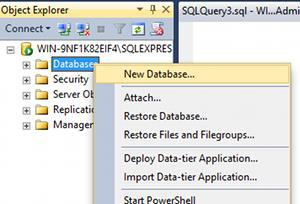 Object Explorer
SQLQuery3.sql - WI...Admi
Connect
WIN-9NF1K82EIF4\SQLEXPRES
Database
Security
Server Ob
Replicatio
Managem
New Database...
Attach...
Restore Database...
Restore Files and Filegroups...
Deploy Data-tier Application...
Import Data-tier Application...
Start PowerShell